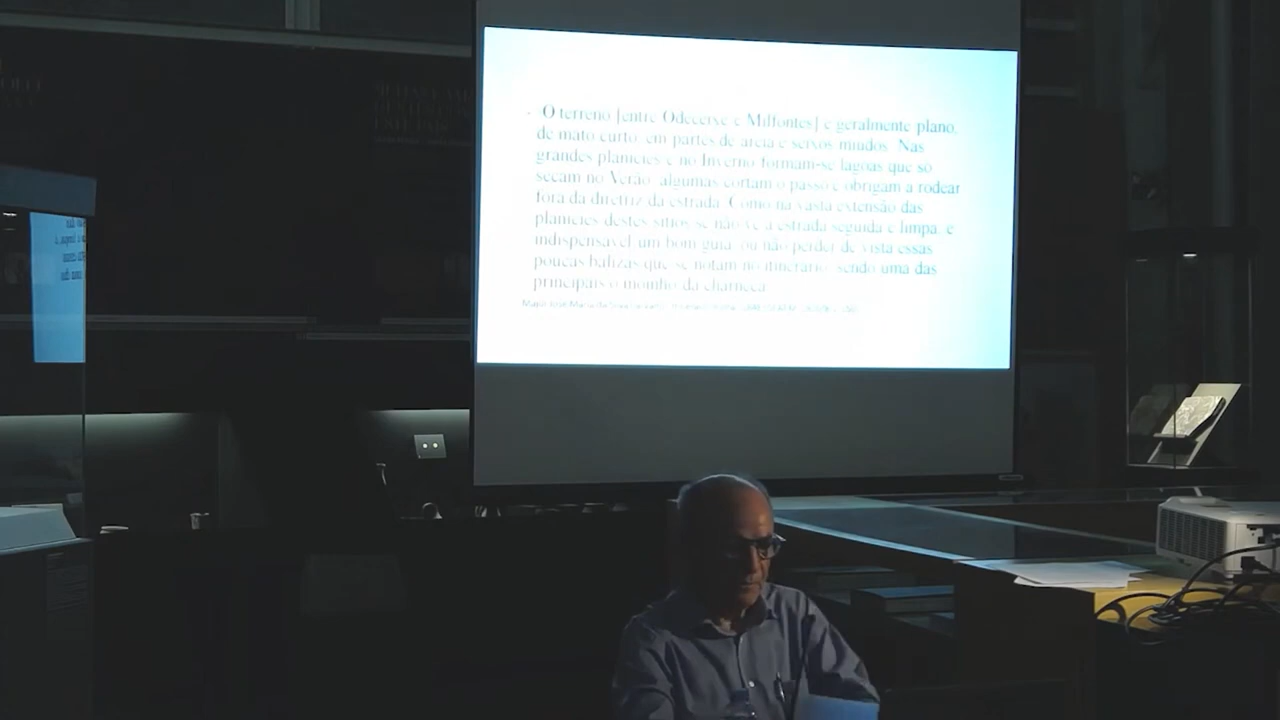 - O terreno [entre Odeceixe e Milfontes] é geralmente plano,
de mato curto, em partes de areia e seixos miúdos. Nas
grandes planícies e no Inverno formam-se lagoas que só
secam no Verão; algumas cortam o passo e obrigam a rodear
fora da diretriz da estrada. Como na vasta extensão das
planícies destes sítios se não vê a estrada seguida e limpa, é
indispensável um bom guia, ou não perder de vista essas
poucas balizas que se notam no itinerário, sendo uma das
principais o moinho da charneca.
Major José Maria da